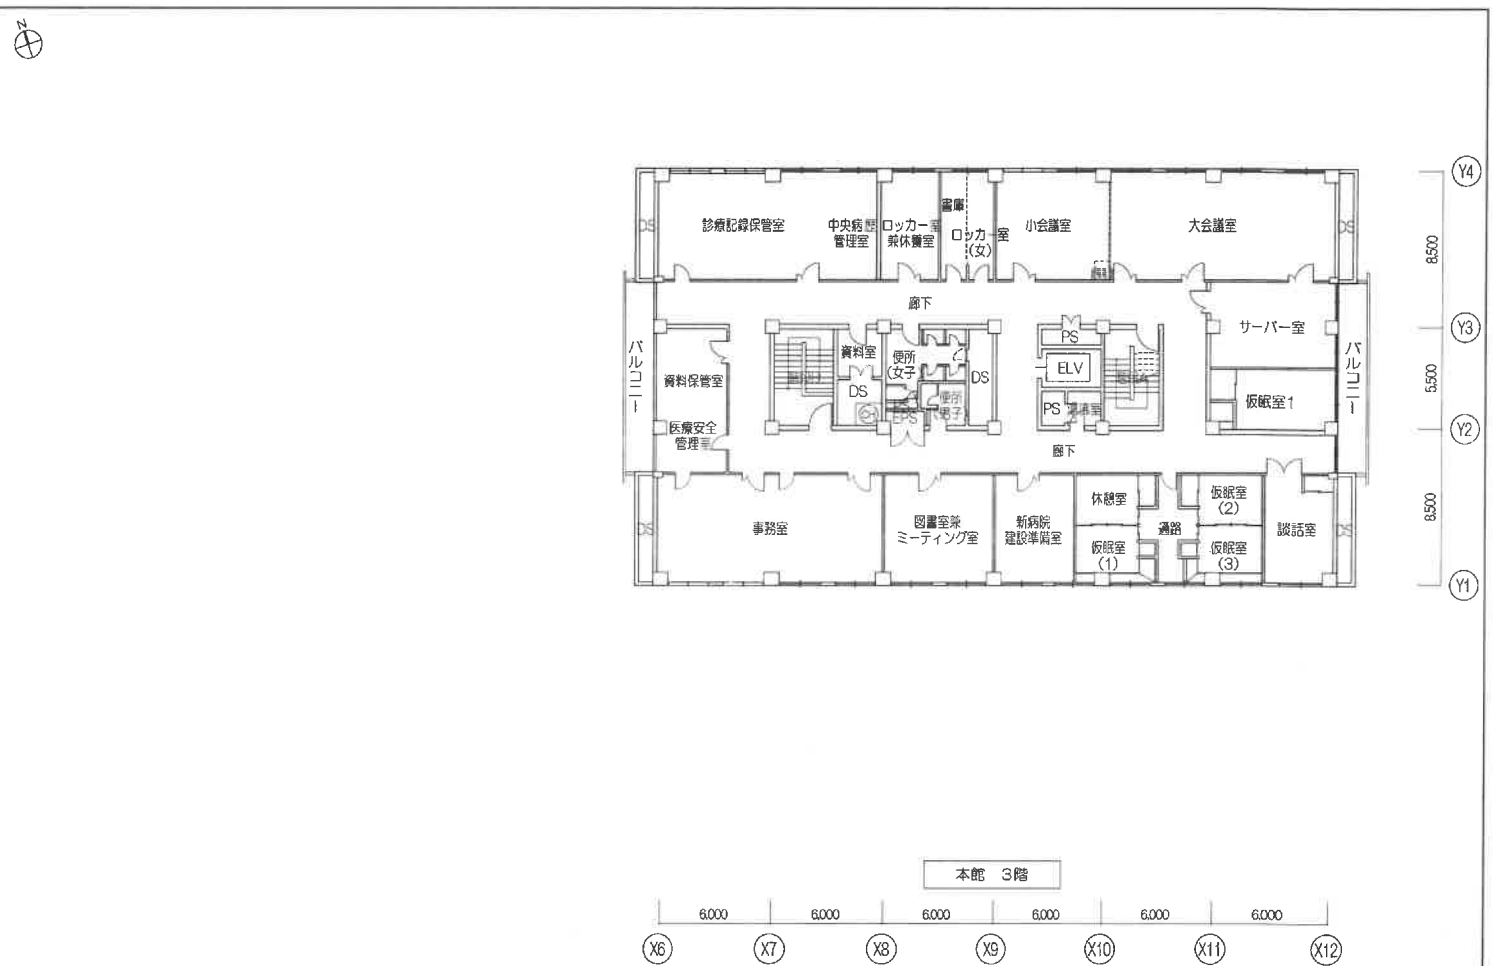 N
Y4
診療記録保管室
中央病歴
管理室
ロッカー室
兼休養室
書庫
ロッカー室
(女)
小会議室
大会議室
DS
DS
8,500
廊下
サーバー室
Y3
バルコニー
資料保管室
資料室
便所
(女子
DS
DS
PS
ELV
PS
便所
男子
EPS
仮眠室1
バルコニー
5,500
医療安全
管理室
廊下
Y2
DS
事務室
図書室兼
ミーティング室
新病院
建設準備室
休憩室
仮眠室
(1)
通路
仮眠室
(2)
仮眠室
(3)
談話室
DS
8,500
Y1
本館 3階
6,000
6,000
6,000
6,000
6,000
6,000
X6
X7
X8
X9
X10
X11
X12